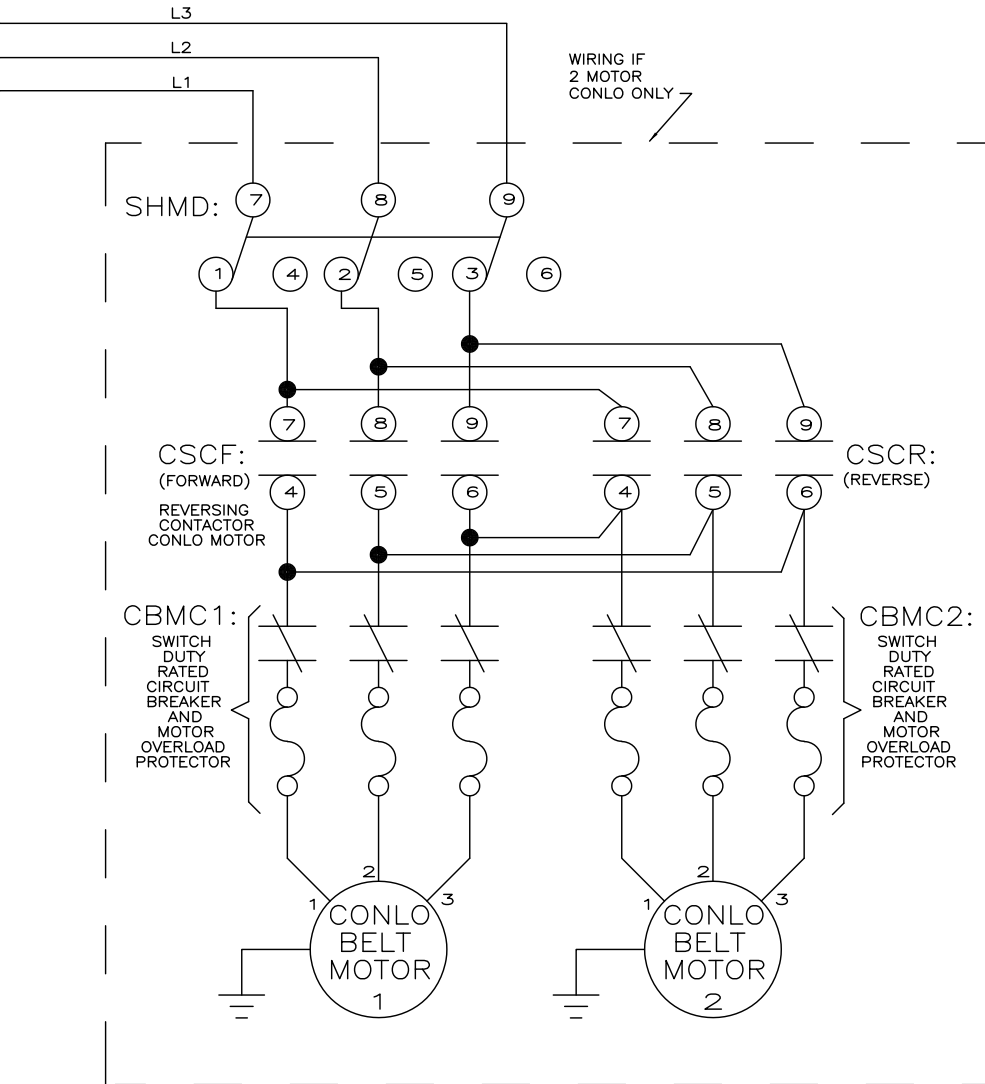 L3
L2
L1
WIRING IF
2 MOTOR
CONLO ONLY
SHMD:
7 8 9
1 4 2 5 3 6
7 8 9 7 8 9
CSCF:
(FORWARD)
CSCR:
(REVERSE)
4 5 6 4 5 6
REVERSING
CONTACTOR
CONLO MOTOR
CBMC1:
SWITCH
DUTY
RATED
CIRCUIT
BREAKER
AND
MOTOR
OVERLOAD
PROTECTOR
CBMC2:
SWITCH
DUTY
RATED
CIRCUIT
BREAKER
AND
MOTOR
OVERLOAD
PROTECTOR
1 2 3
CONLO
BELT
MOTOR
1
1 2 3
CONLO
BELT
MOTOR
2